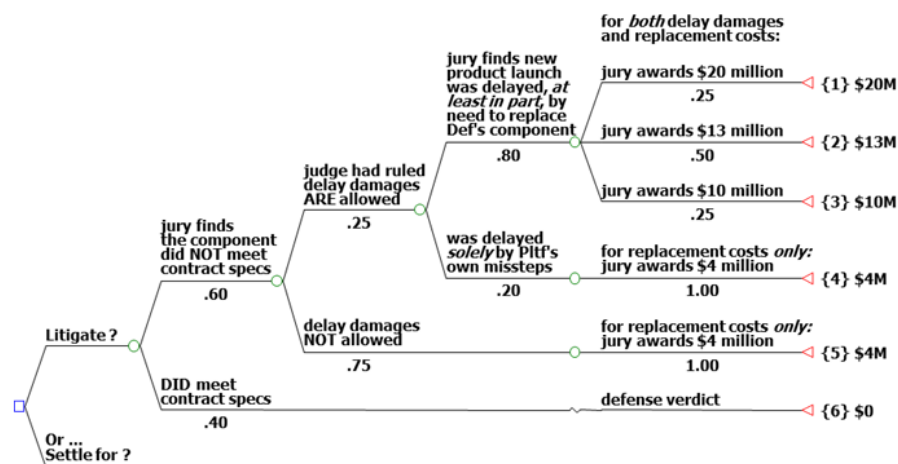 for both delay damages
and replacement costs:
jury finds new
product launch
was delayed, at
least in part, by
need to replace
Def's component
.80
jury awards $20 million
.25
{1} $20M
jury awards $13 million
.50
{2} $13M
jury awards $10 million
.25
{3} $10M
judge had ruled
delay damages
ARE allowed
.25
was delayed
solely by Pltf's
own missteps
.20
for replacement costs only:
jury awards $4 million
1.00
{4} $4M
jury finds
the component
did NOT meet
contract specs
.60
delay damages
NOT allowed
.75
for replacement costs only:
jury awards $4 million
1.00
{5} $4M
Litigate ?
DID meet
contract specs
.40
defense verdict
{6} $0
Or ...
Settle for ?